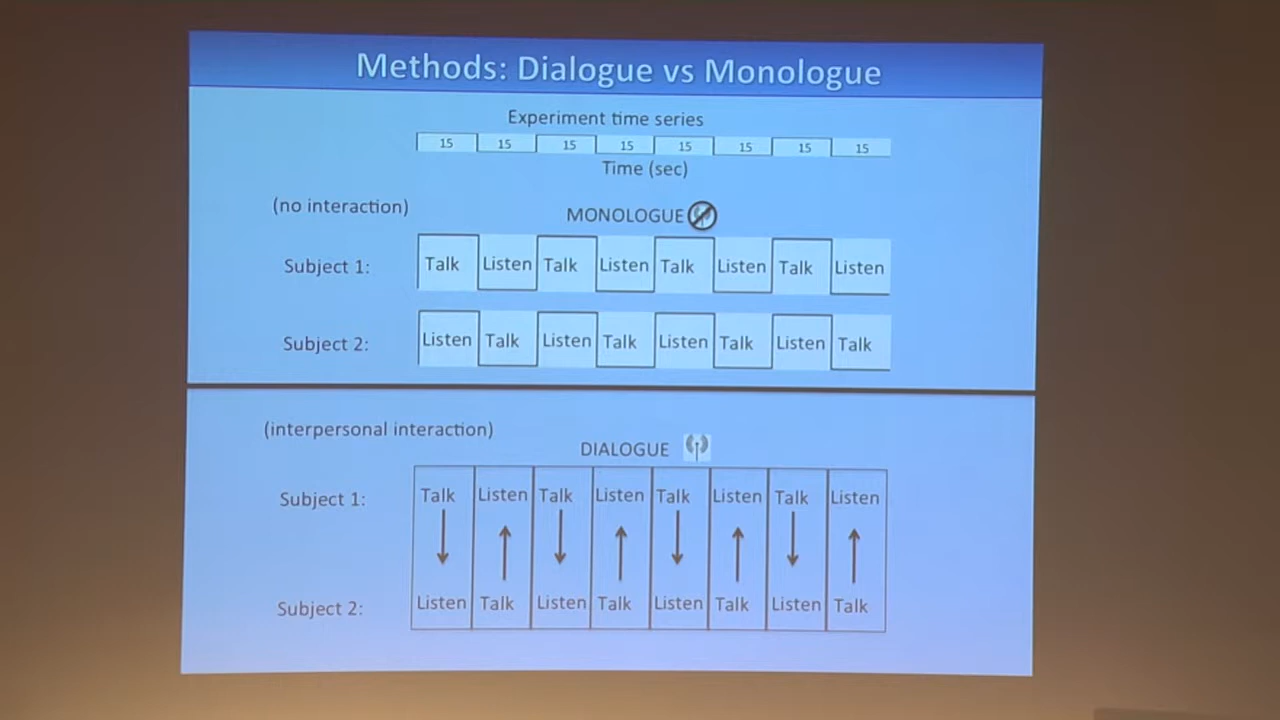 Methods: Dialogue vs Monologue
Experiment time series
15 15 15 15 15 15 15 15
Time (sec)
(no interaction)
MONOLOGUE
Subject 1: Talk Listen Talk Listen Talk Listen Talk Listen
Subject 2: Listen Talk Listen Talk Listen Talk Listen Talk
(interpersonal interaction)
DIALOGUE
Subject 1: Talk Listen Talk Listen Talk Listen Talk Listen
Subject 2: Listen Talk Listen Talk Listen Talk Listen Talk